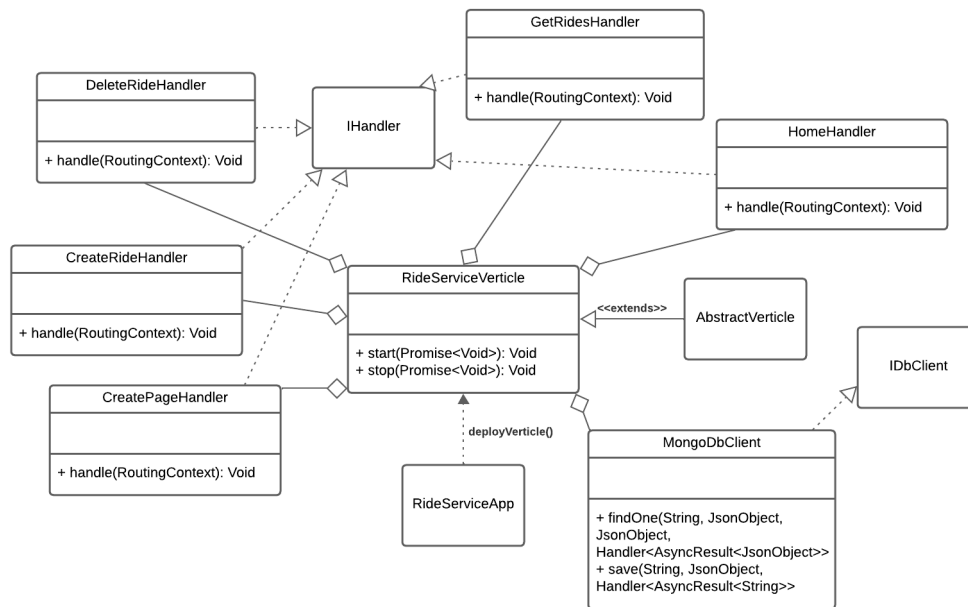 GetRidesHandler
+ handle(RoutingContext): Void
DeleteRideHandler
+ handle(RoutingContext): Void
IHandler
HomeHandler
+ handle(RoutingContext): Void
CreateRideHandler
+ handle(RoutingContext): Void
RideServiceVerticle
+ start(Promise<Void>): Void
+ stop(Promise<Void>): Void
<<extends>>
AbstractVerticle
IDbClient
CreatePageHandler
+ handle(RoutingContext): Void
deployVerticle()
RideServiceApp
MongoDbClient
+ findOne(String, JsonObject,
JsonObject,
Handler<AsyncResult<JsonObject>>
+ save(String, JsonObject,
Handler<AsyncResult<String>>